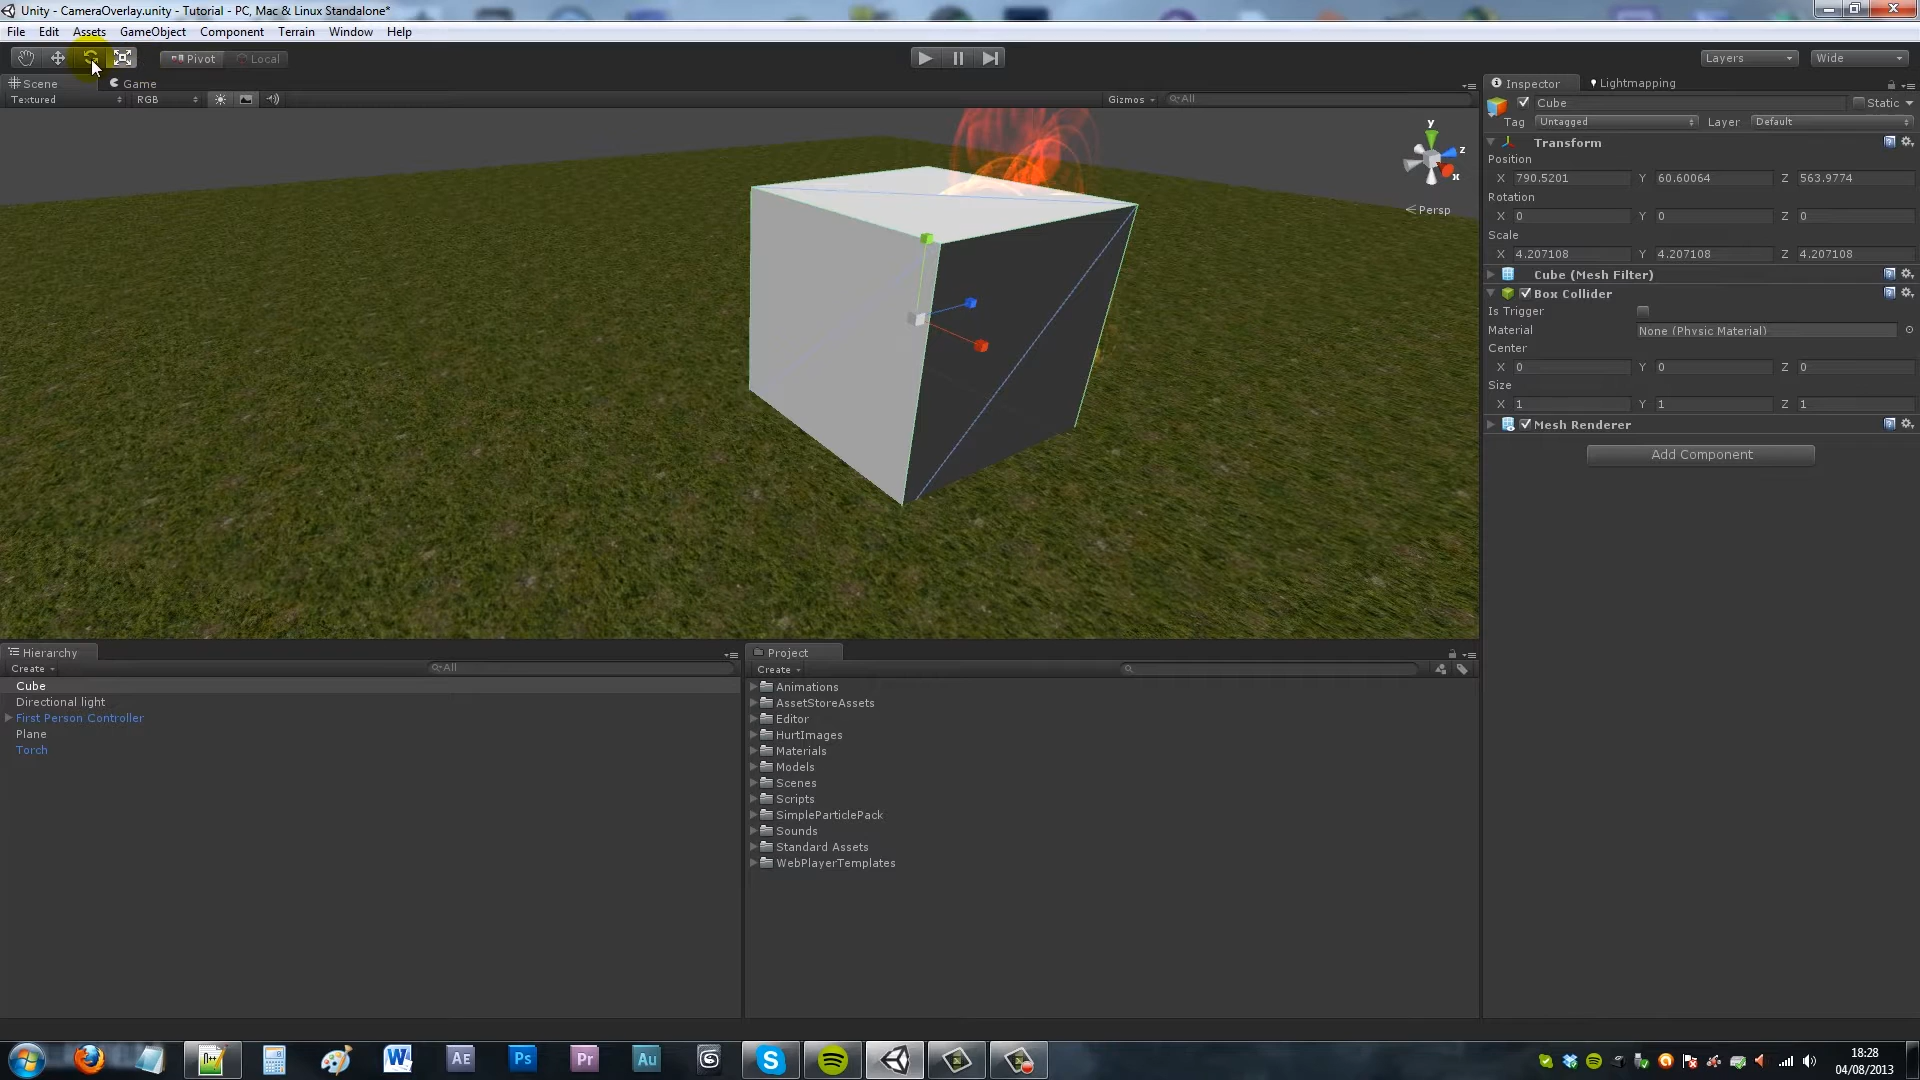 Unity - CameraOverlay.unity - Tutorial - PC, Mac & Linux Standalone*
File Edit Assets GameObject Component Terrain Window Help
Pivot Local Layers Wide
Scene Game
Textured RGB Gizmos All
y
z
x
Persp
Inspector Lightmapping
Cube Static
Tag Untagged Layer Default
Transform
Position
X 790.5201 Y 60.60064 Z 563.9774
Rotation
X 0 Y 0 Z 0
Scale
X 4.207108 Y 4.207108 Z 4.207108
Cube (Mesh Filter)
Box Collider
Is Trigger
Material None (Physic Material)
Center
X 0 Y 0 Z 0
Size
X 1 Y 1 Z 1
Mesh Renderer
Add Component
Hierarchy
Create All
Cube
Directional light
First Person Controller
Plane
Torch
Project
Create
Animations
AssetStoreAssets
Editor
HurtImages
Materials
Models
Scenes
Scripts
SimpleParticlePack
Sounds
Standard Assets
WebPlayerTemplates
W AE Ps Pr Au S
18:28
04/08/2013